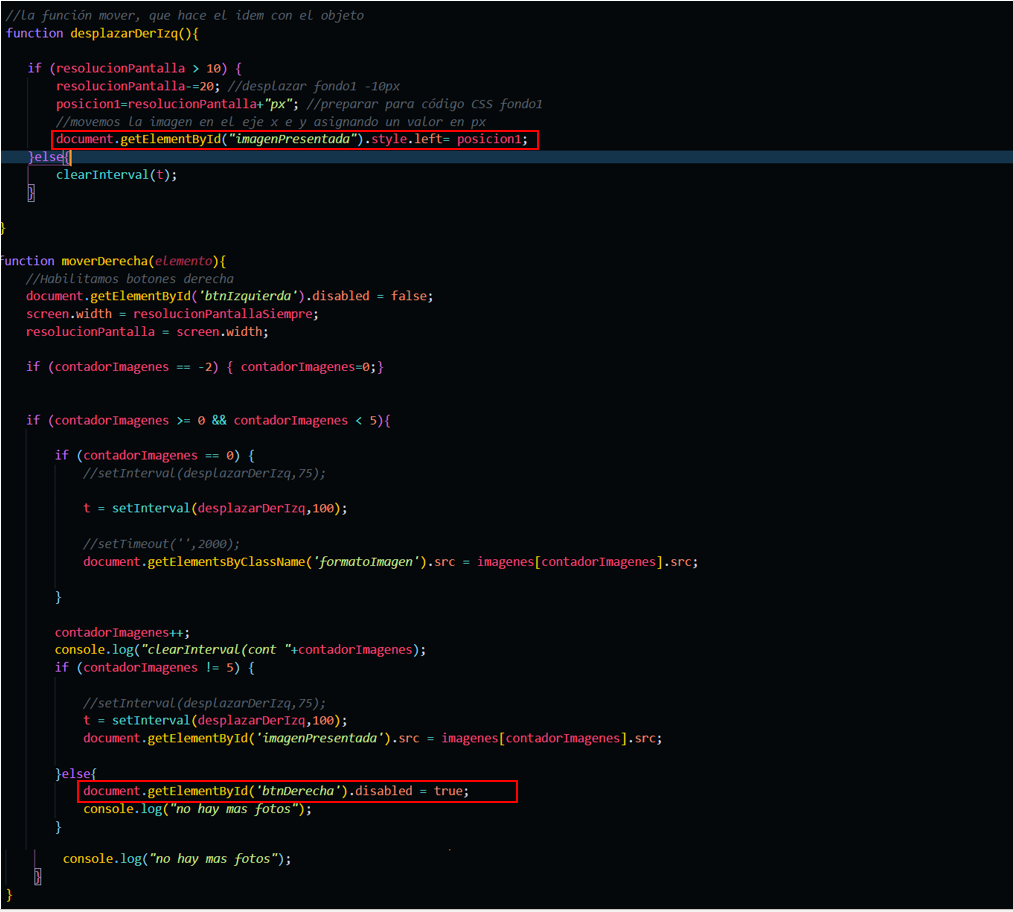 //la función mover, que hace el idem con el objeto
function desplazarDerIzq(){
if (resolucionPantalla > 10) {
resolucionPantalla-=20; //desplazar fondo1 -10px
posicion1=resolucionPantalla+"px"; //preparar para código CSS fondo1
//movemos la imagen en el eje x e y asignando un valor en px
document.getElementById("imagenPresentada").style.left= posicion1;
}else{
clearInterval(t);
}
}
function moverDerecha(elemento){
//Habilitamos botones derecha
document.getElementById('btnIzquierda').disabled = false;
screen.width = resolucionPantallaSiempre;
resolucionPantalla = screen.width;
if (contadorImagenes == -2) { contadorImagenes=0;}
if (contadorImagenes >= 0 && contadorImagenes < 5){
if (contadorImagenes == 0) {
//setInterval(desplazarDerIzq,75);
t = setInterval(desplazarDerIzq,100);
//setTimeout('',2000);
document.getElementsByClassName('formatoImagen').src = imagenes[contadorImagenes].src;
}
contadorImagenes++;
console.log("clearInterval(cont "+contadorImagenes);
if (contadorImagenes != 5) {
//setInterval(desplazarDerIzq,75);
t = setInterval(desplazarDerIzq,100);
document.getElementById('imagenPresentada').src = imagenes[contadorImagenes].src;
}else{
document.getElementById('btnDerecha').disabled = true;
console.log("no hay mas fotos");
}
console.log("no hay mas fotos");
}
}